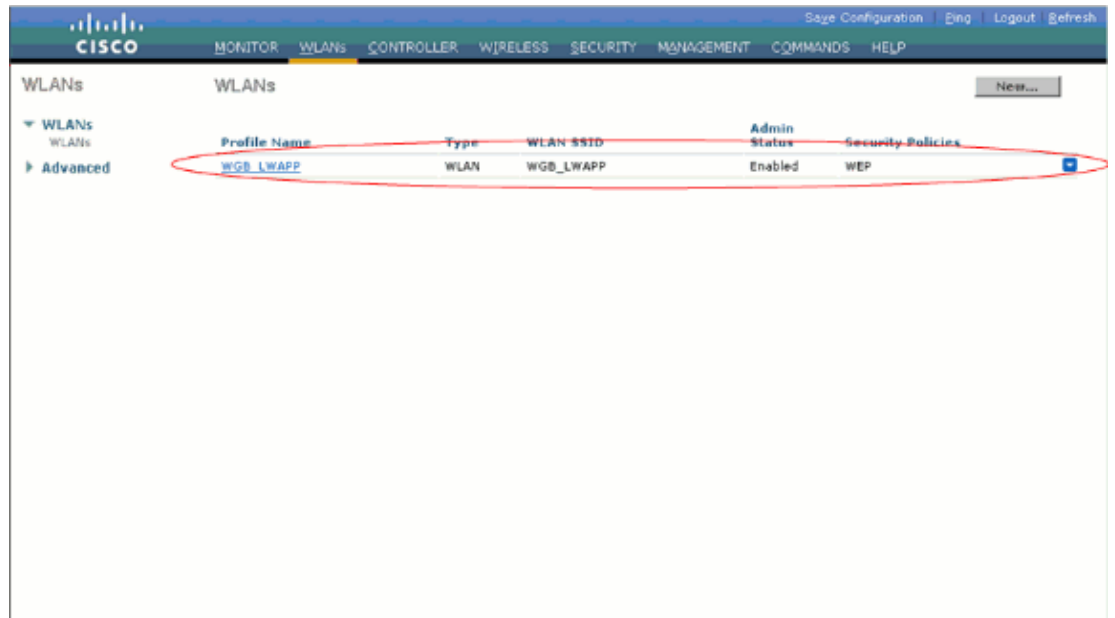 Save Configuration Ping Logout Refresh
CISCO
MONITOR WLANs CONTROLLER WIRELESS SECURITY MANAGEMENT COMMANDS HELP
WLANs
WLANs New...
WLANs
WLANs
Advanced
Profile Name Type WLAN SSID Admin Status Security Policies
WGB_LWAPP WLAN WGB_LWAPP Enabled WEP